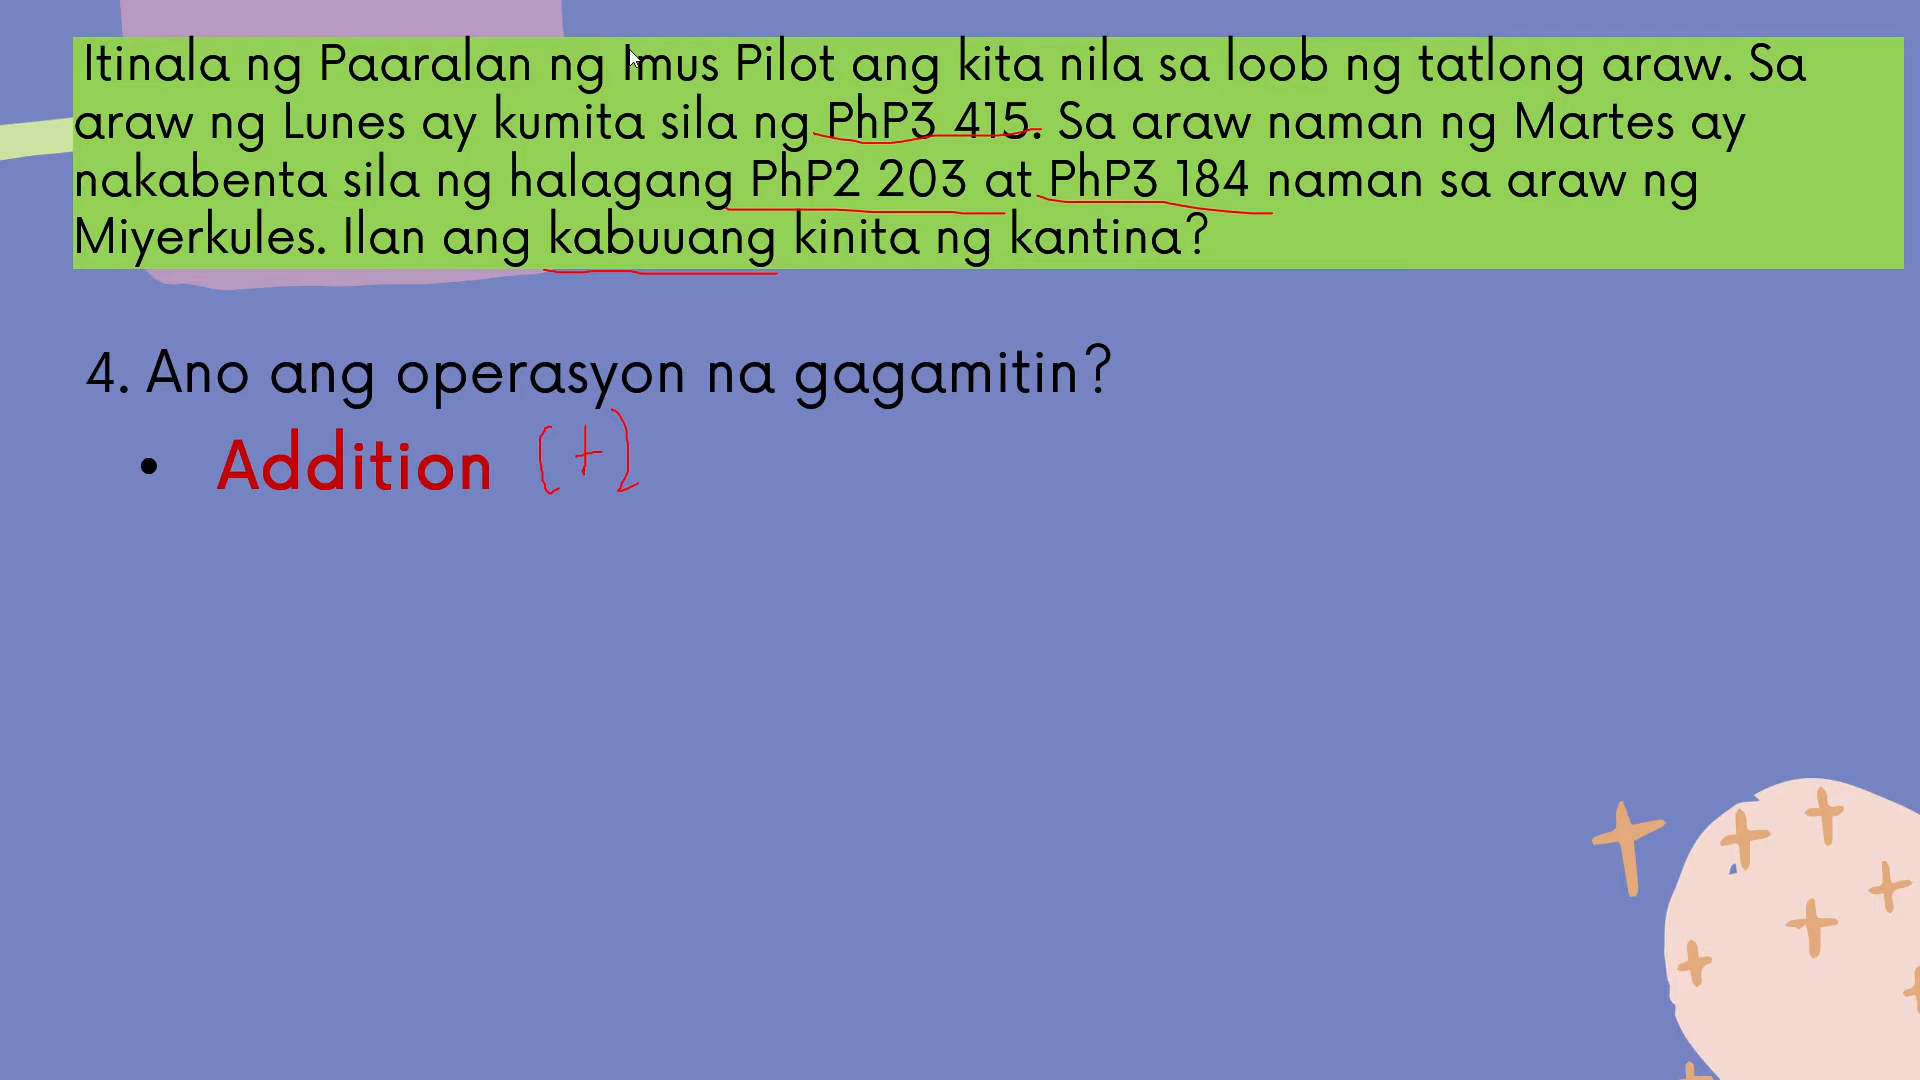 Itinala ng Paaralan ng Imus Pilot ang kita nila sa loob ng tatlong araw. Sa
araw ng Lunes ay kumita sila ng PhP3 415. Sa araw naman ng Martes ay
nakabenta sila ng halagang PhP2 203 at PhP3 184 naman sa araw ng
Miyerkules. Ilan ang kabuuang kinita ng kantina?
4. Ano ang operasyon na gagamitin?
• Addition (+)